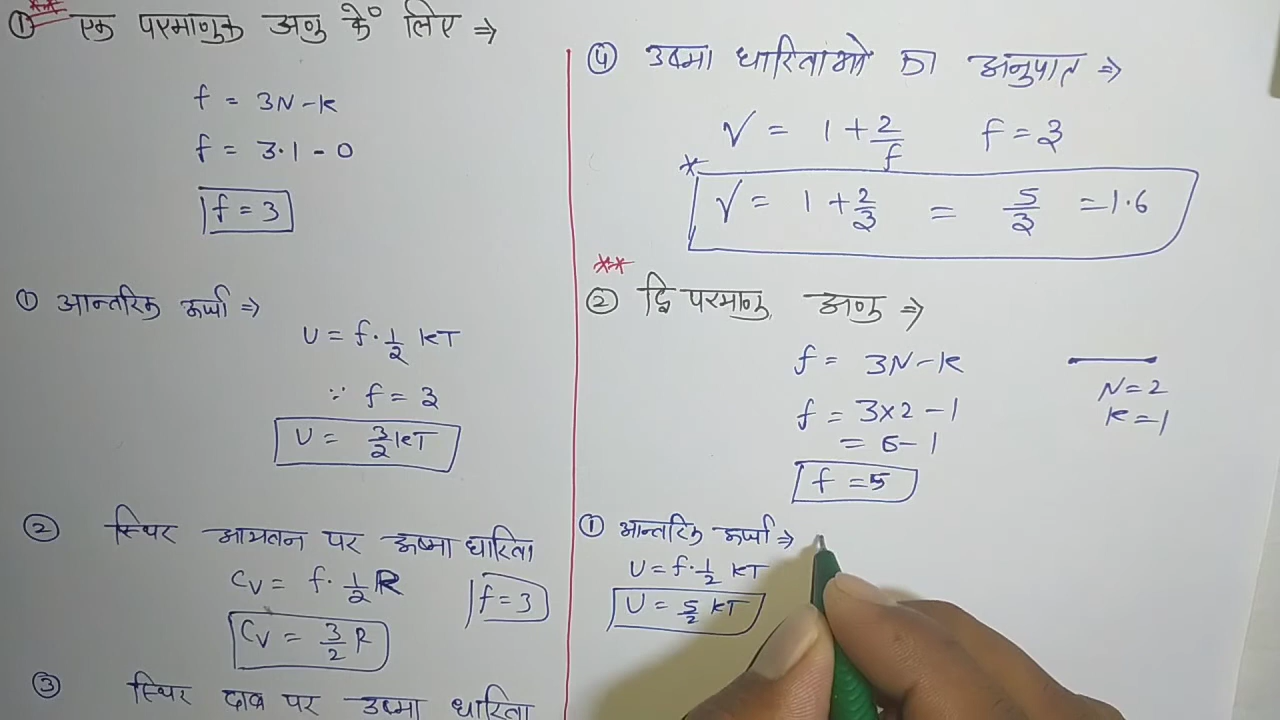 ① एक परमाणुक अणु के लिए ⇒
f = 3N - K
f = 3·1 - 0
f = 3
① आन्तरिक ऊर्जा ⇒
U = f·1/2 KT
∵ f = 3
U = 3/2 KT
② स्थिर आयतन पर ऊष्मा धारिता
Cv = f·1/2 R f = 3
Cv = 3/2 R
③ स्थिर दाब पर उष्मा धारिता
④ उष्मा धारिताओ का अनुपात ⇒
γ = 1 + 2/f f = 3
* γ = 1 + 2/3 = 5/3 = 1.6
**
② द्वि परमाणु अणु ⇒
f = 3N - K
N = 2
f = 3×2 - 1
K = 1
= 6 - 1
f = 5
① आन्तरिक ऊर्जा ⇒
U = f·1/2 KT
U = 5/2 KT